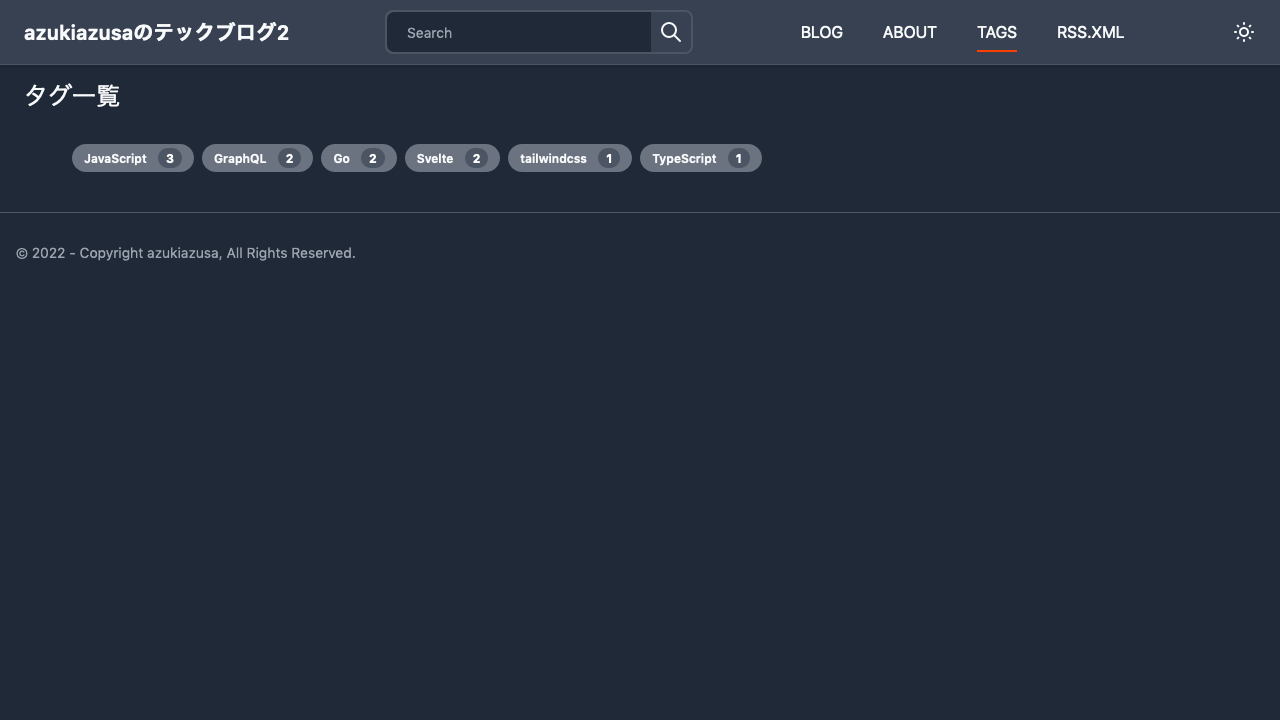 azukiazusaのテックブログ2 Search BLOG ABOUT TAGS RSS.XML
タグ一覧
JavaScript 3 GraphQL 2 Go 2 Svelte 2 tailwindcss 1 TypeScript 1
© 2022 - Copyright azukiazusa, All Rights Reserved.